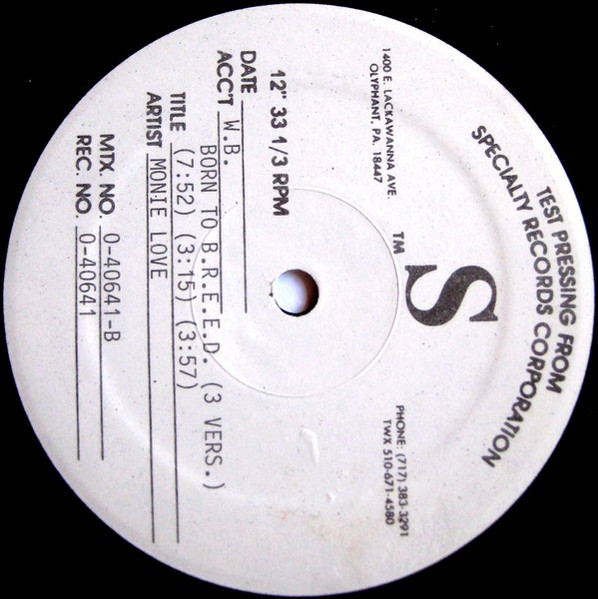 TEST PRESSING FROM
SPECIALTY RECORDS CORPORATION
S
TM
1400 E. LACKAWANNA AVE.
OLYPHANT, PA. 18447
PHONE: (717) 383-3291
TWX 510-671-4580
12" 33 1/3 RPM
DATE
ACC'T W.B.
BORN TO B.R.E.E.D. (3 VERS.)
TITLE (7:52) (3:15) (3:57)
ARTIST MONIE LOVE
MTX. NO. 0-40641-B
REC. NO. 0-40641